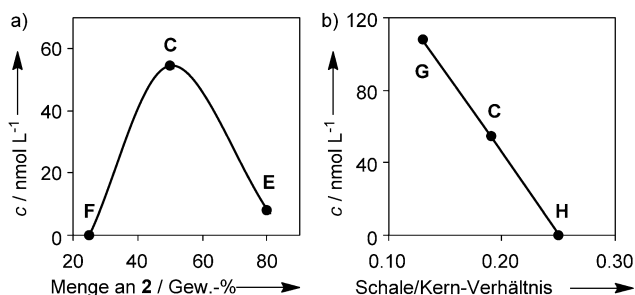 a)
60
40
20
0
20 40 60 80
c / nmol L-1
C
E
F
Menge an 2 / Gew.-%
b)
120
80
40
0
0.10 0.20 0.30
c / nmol L-1
G
C
H
Schale/Kern-Verhältnis